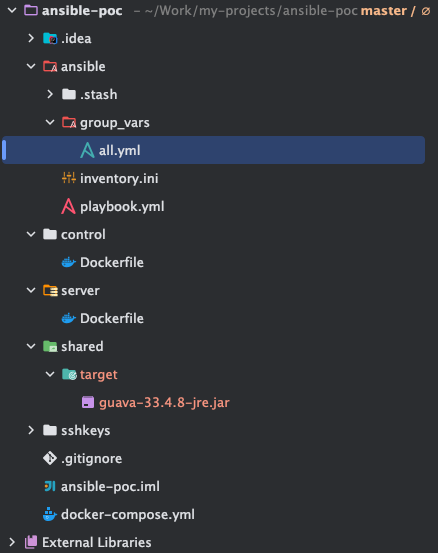 ansible-poc ~/Work/my-projects/ansible-poc master / ∅
.idea
ansible
.stash
group_vars
all.yml
inventory.ini
playbook.yml
control
Dockerfile
server
Dockerfile
shared
target
guava-33.4.8-jre.jar
sshkeys
.gitignore
ansible-poc.iml
docker-compose.yml
External Libraries